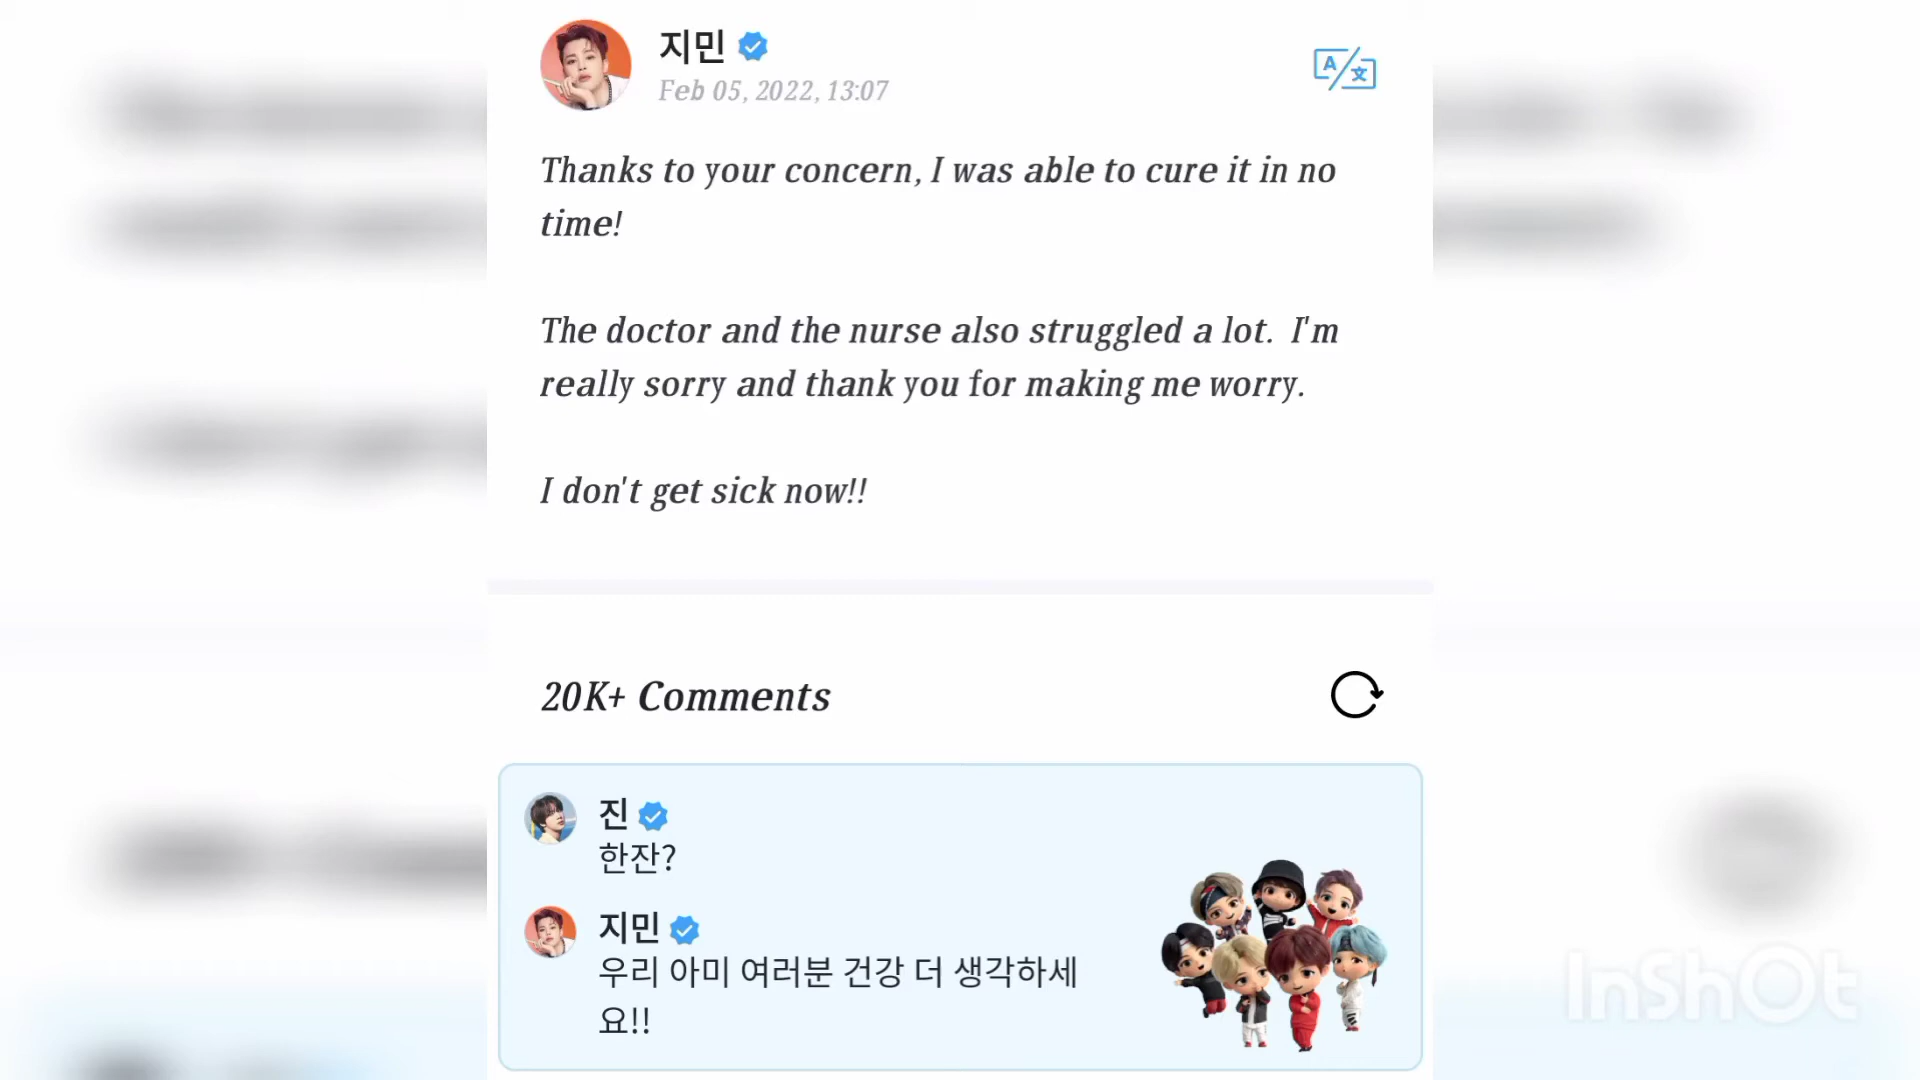 지민
Feb 05, 2022, 13:07
A 文
Thanks to your concern, I was able to cure it in no
time!
The doctor and the nurse also struggled a lot. I'm
really sorry and thank you for making me worry.
I don't get sick now!!
20K+ Comments
진
한잔?
지민
우리 아미 여러분 건강 더 생각하세
요!!
InShOt